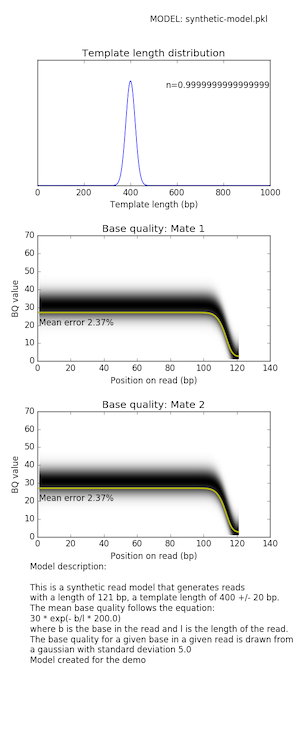 MODEL: synthetic-model.pkl
Template length distribution
n=0.9999999999999999
0 200 400 600 800 1000
Template length (bp)
Base quality: Mate 1
70
60
50
40
30
20
10
0
BQ value
Mean error 2.37%
0 20 40 60 80 100 120 140
Position on read (bp)
Base quality: Mate 2
70
60
50
40
30
20
10
0
BQ value
Mean error 2.37%
0 20 40 60 80 100 120 140
Position on read (bp)
Model description:
This is a synthetic read model that generates reads
with a length of 121 bp, a template length of 400 +/- 20 bp.
The mean base quality follows the equation:
30 * exp(- b/l * 200.0)
where b is the base in the read and l is the length of the read.
The base quality for a given base in a given read is drawn from
a gaussian with standard deviation 5.0
Model created for the demo